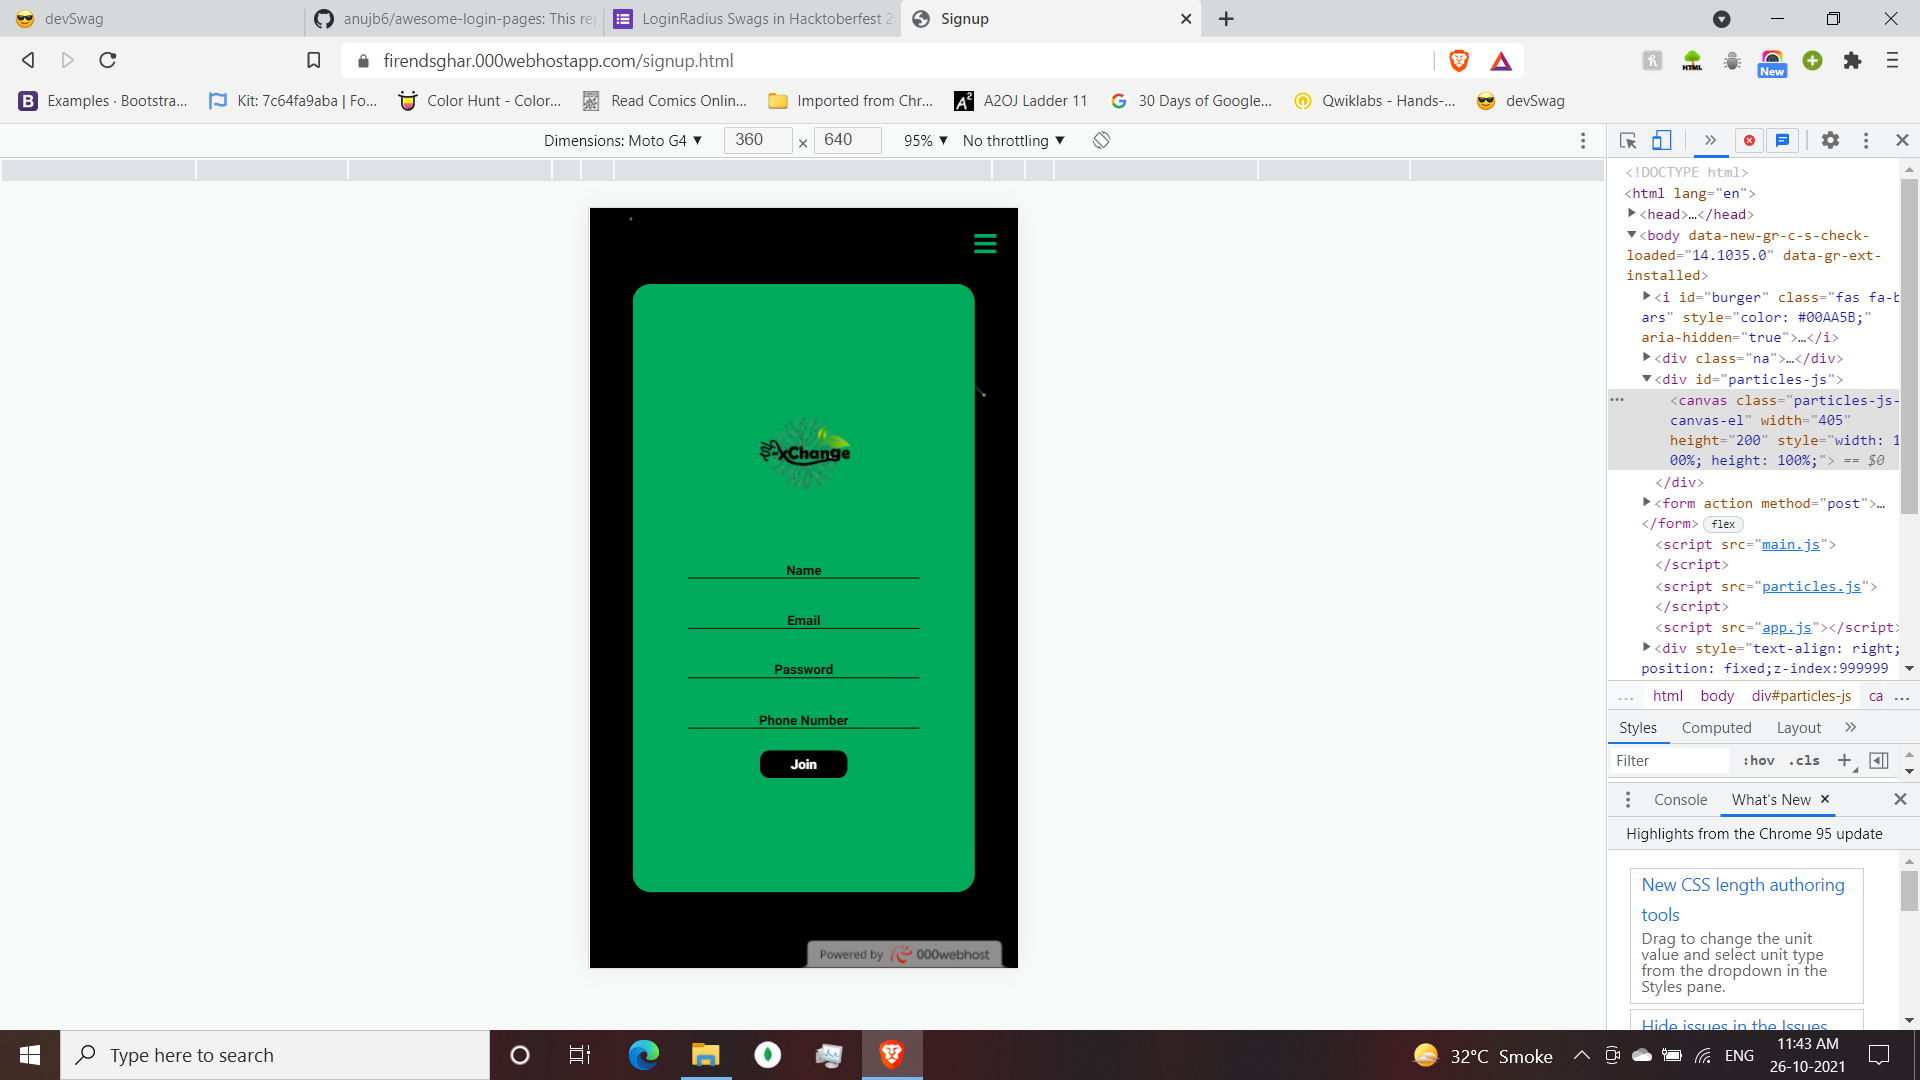 devSwag
anujb6/awesome-login-pages: This rep
LoginRadius Swags in Hacktoberfest 2
Signup
firendsghar.000webhostapp.com/signup.html
New
Examples · Bootstra...
Kit: 7c64fa9aba | Fo...
Color Hunt - Color...
Read Comics Onlin...
Imported from Chr...
A2OJ Ladder 11
30 Days of Google...
Qwiklabs - Hands-...
devSwag
Dimensions: Moto G4 ▼ 360 × 640 95% ▼ No throttling ▼
xChange
Name
Email
Password
Phone Number
Join
Powered by 000webhost
<!DOCTYPE html>
<html lang="en">
<head>…</head>
<body data-new-gr-c-s-check-
loaded="14.1035.0" data-gr-ext-
installed>
<i id="burger" class="fas fa-b
ars" style="color: #00AA5B;"
aria-hidden="true">…</i>
<div class="na">…</div>
<div id="particles-js">
<canvas class="particles-js-
canvas-el" width="405"
height="200" style="width: 1
00%; height: 100%;"> == $0
</div>
<form action method="post">…
</form> flex
<script src="main.js">
</script>
<script src="particles.js">
</script>
<script src="app.js"></script>
<div style="text-align: right;
position: fixed;z-index:999999
... html body div#particles-js ca ...
Styles Computed Layout
Filter :hov .cls
Console What's New
Highlights from the Chrome 95 update
New CSS length authoring
tools
Drag to change the unit
value and select unit type
from the dropdown in the
Styles pane.
Hide issues in the Issues
Type here to search
32°C Smoke
ENG
11:43 AM
26-10-2021